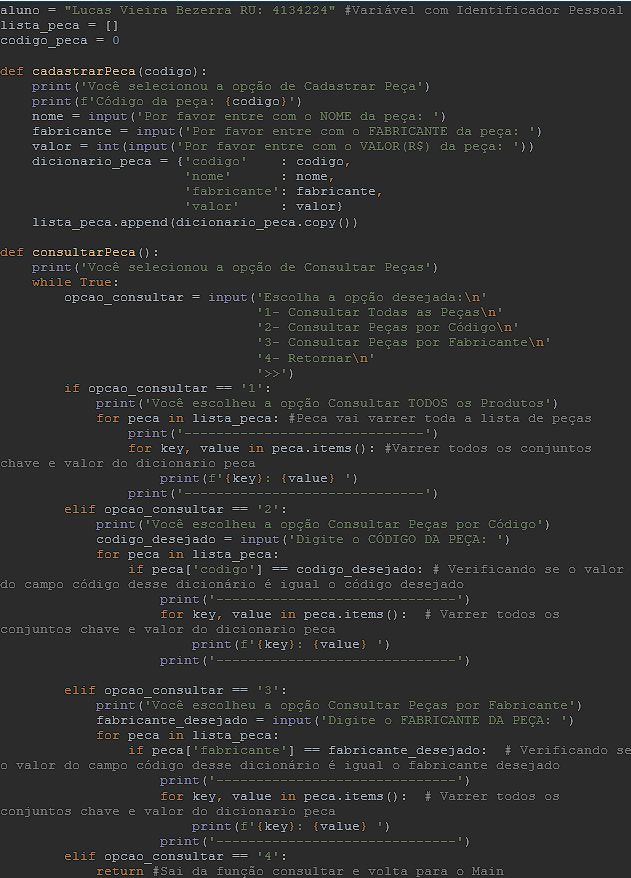 aluno = "Lucas Vieira Bezerra RU: 4134224" #Variável com Identificador Pessoal
lista_peca = []
codigo_peca = 0

def cadastrarPeca(codigo):
    print('Você selecionou a opção de Cadastrar Peça')
    print(f'Código da peça: {codigo}')
    nome = input('Por favor entre com o NOME da peça: ')
    fabricante = input('Por favor entre com o FABRICANTE da peça: ')
    valor = int(input('Por favor entre com o VALOR(R$) da peça: '))
    dicionario_peca = {'codigo'    : codigo,
                       'nome'      : nome,
                       'fabricante': fabricante,
                       'valor'     : valor}
    lista_peca.append(dicionario_peca.copy())

def consultarPeca():
    print('Você selecionou a opção de Consultar Peças')
    while True:
        opcao_consultar = input('Escolha a opção desejada:\n'
                                '1- Consultar Todas as Peças\n'
                                '2- Consultar Peças por Código\n'
                                '3- Consultar Peças por Fabricante\n'
                                '4- Retornar\n'
                                '>>')
        if opcao_consultar == '1':
            print('Você escolheu a opção Consultar TODOS os Produtos')
            for peca in lista_peca: #Peca vai varrer toda a lista de peças
                print('------------------------------')
                for key, value in peca.items(): #Varrer todos os conjuntos
chave e valor do dicionario peca
                    print(f'{key}: {value} ')
                print('------------------------------')
        elif opcao_consultar == '2':
            print('Você escolheu a opção Consultar Peças por Código')
            codigo_desejado = input('Digite o CÓDIGO DA PEÇA: ')
            for peca in lista_peca:
                if peca['codigo'] == codigo_desejado: # Verificando se o valor
do campo código desse dicionário é igual o código desejado
                    print('------------------------------')
                    for key, value in peca.items():  # Varrer todos os
conjuntos chave e valor do dicionario peca
                        print(f'{key}: {value} ')
                    print('------------------------------')

        elif opcao_consultar == '3':
            print('Você escolheu a opção Consultar Peças por Fabricante')
            fabricante_desejado = input('Digite o FABRICANTE DA PEÇA: ')
            for peca in lista_peca:
                if peca['fabricante'] == fabricante_desejado:  # Verificando se
o valor do campo código desse dicionário é igual o fabricante desejado
                    print('------------------------------')
                    for key, value in peca.items():  # Varrer todos os
conjuntos chave e valor do dicionario peca
                        print(f'{key}: {value} ')
                    print('------------------------------')
        elif opcao_consultar == '4':
            return #Sai da função consultar e volta para o Main